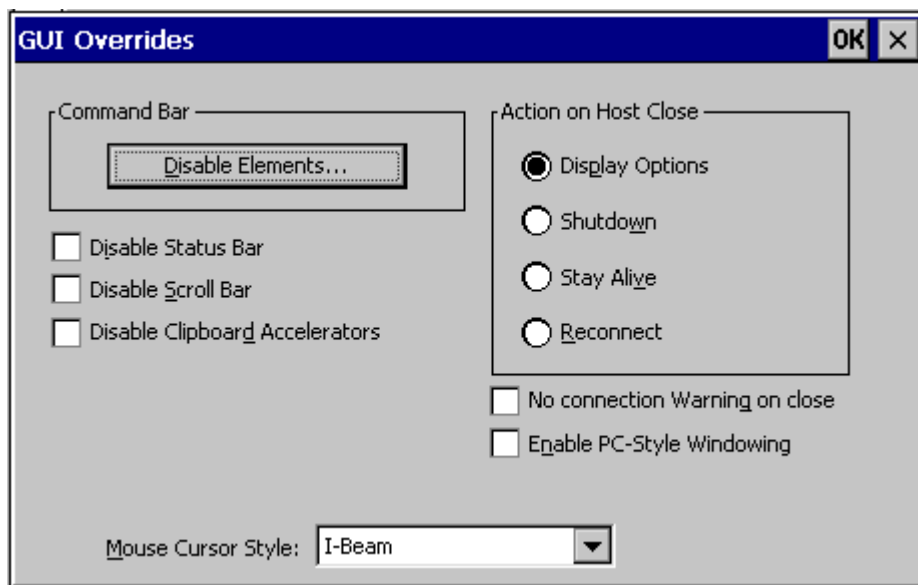 GUI Overrides OK
Command Bar
Disable Elements...
Disable Status Bar
Disable Scroll Bar
Disable Clipboard Accelerators
Action on Host Close
Display Options
Shutdown
Stay Alive
Reconnect
No connection Warning on close
Enable PC-Style Windowing
Mouse Cursor Style: I-Beam